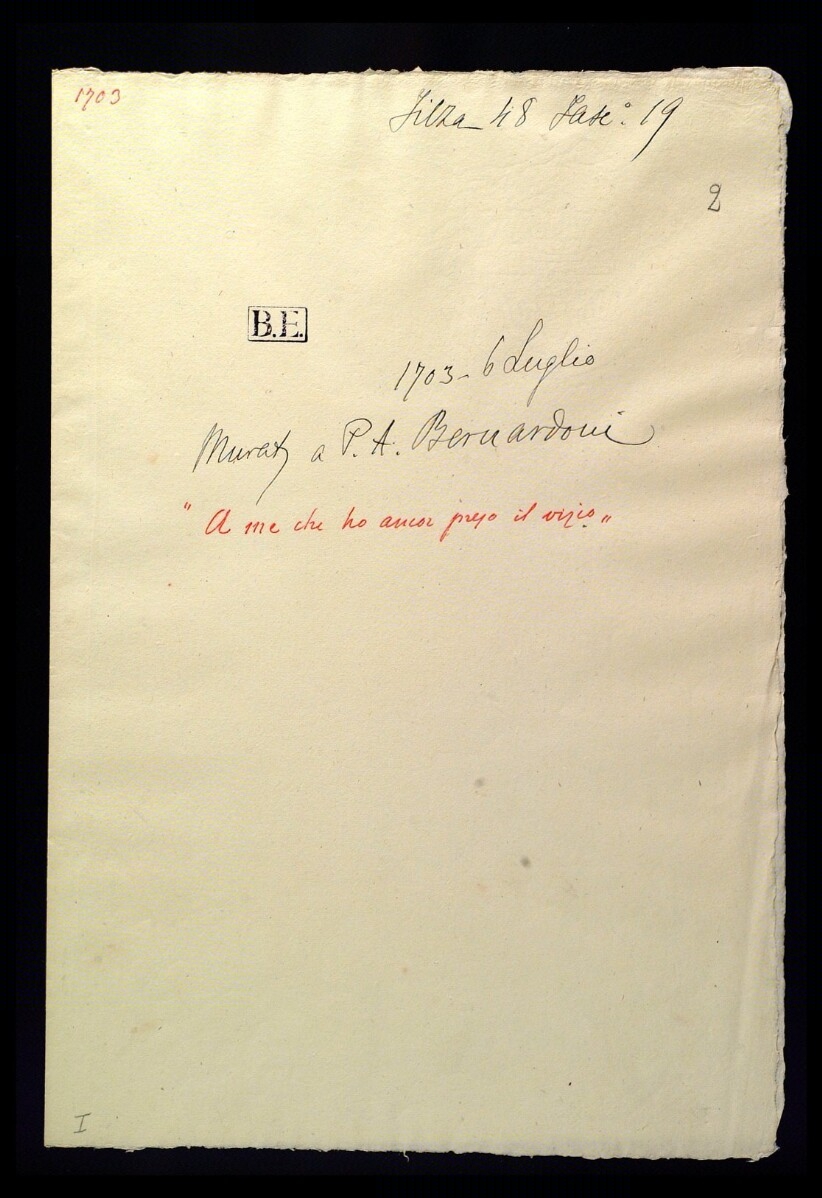 1703
Filza 48 Fasc.° 19
2
B.E.
1703 - 6 Luglio
Murat; a P. A. Bernardoni
"A me che ho ancor preso il vizio„
I